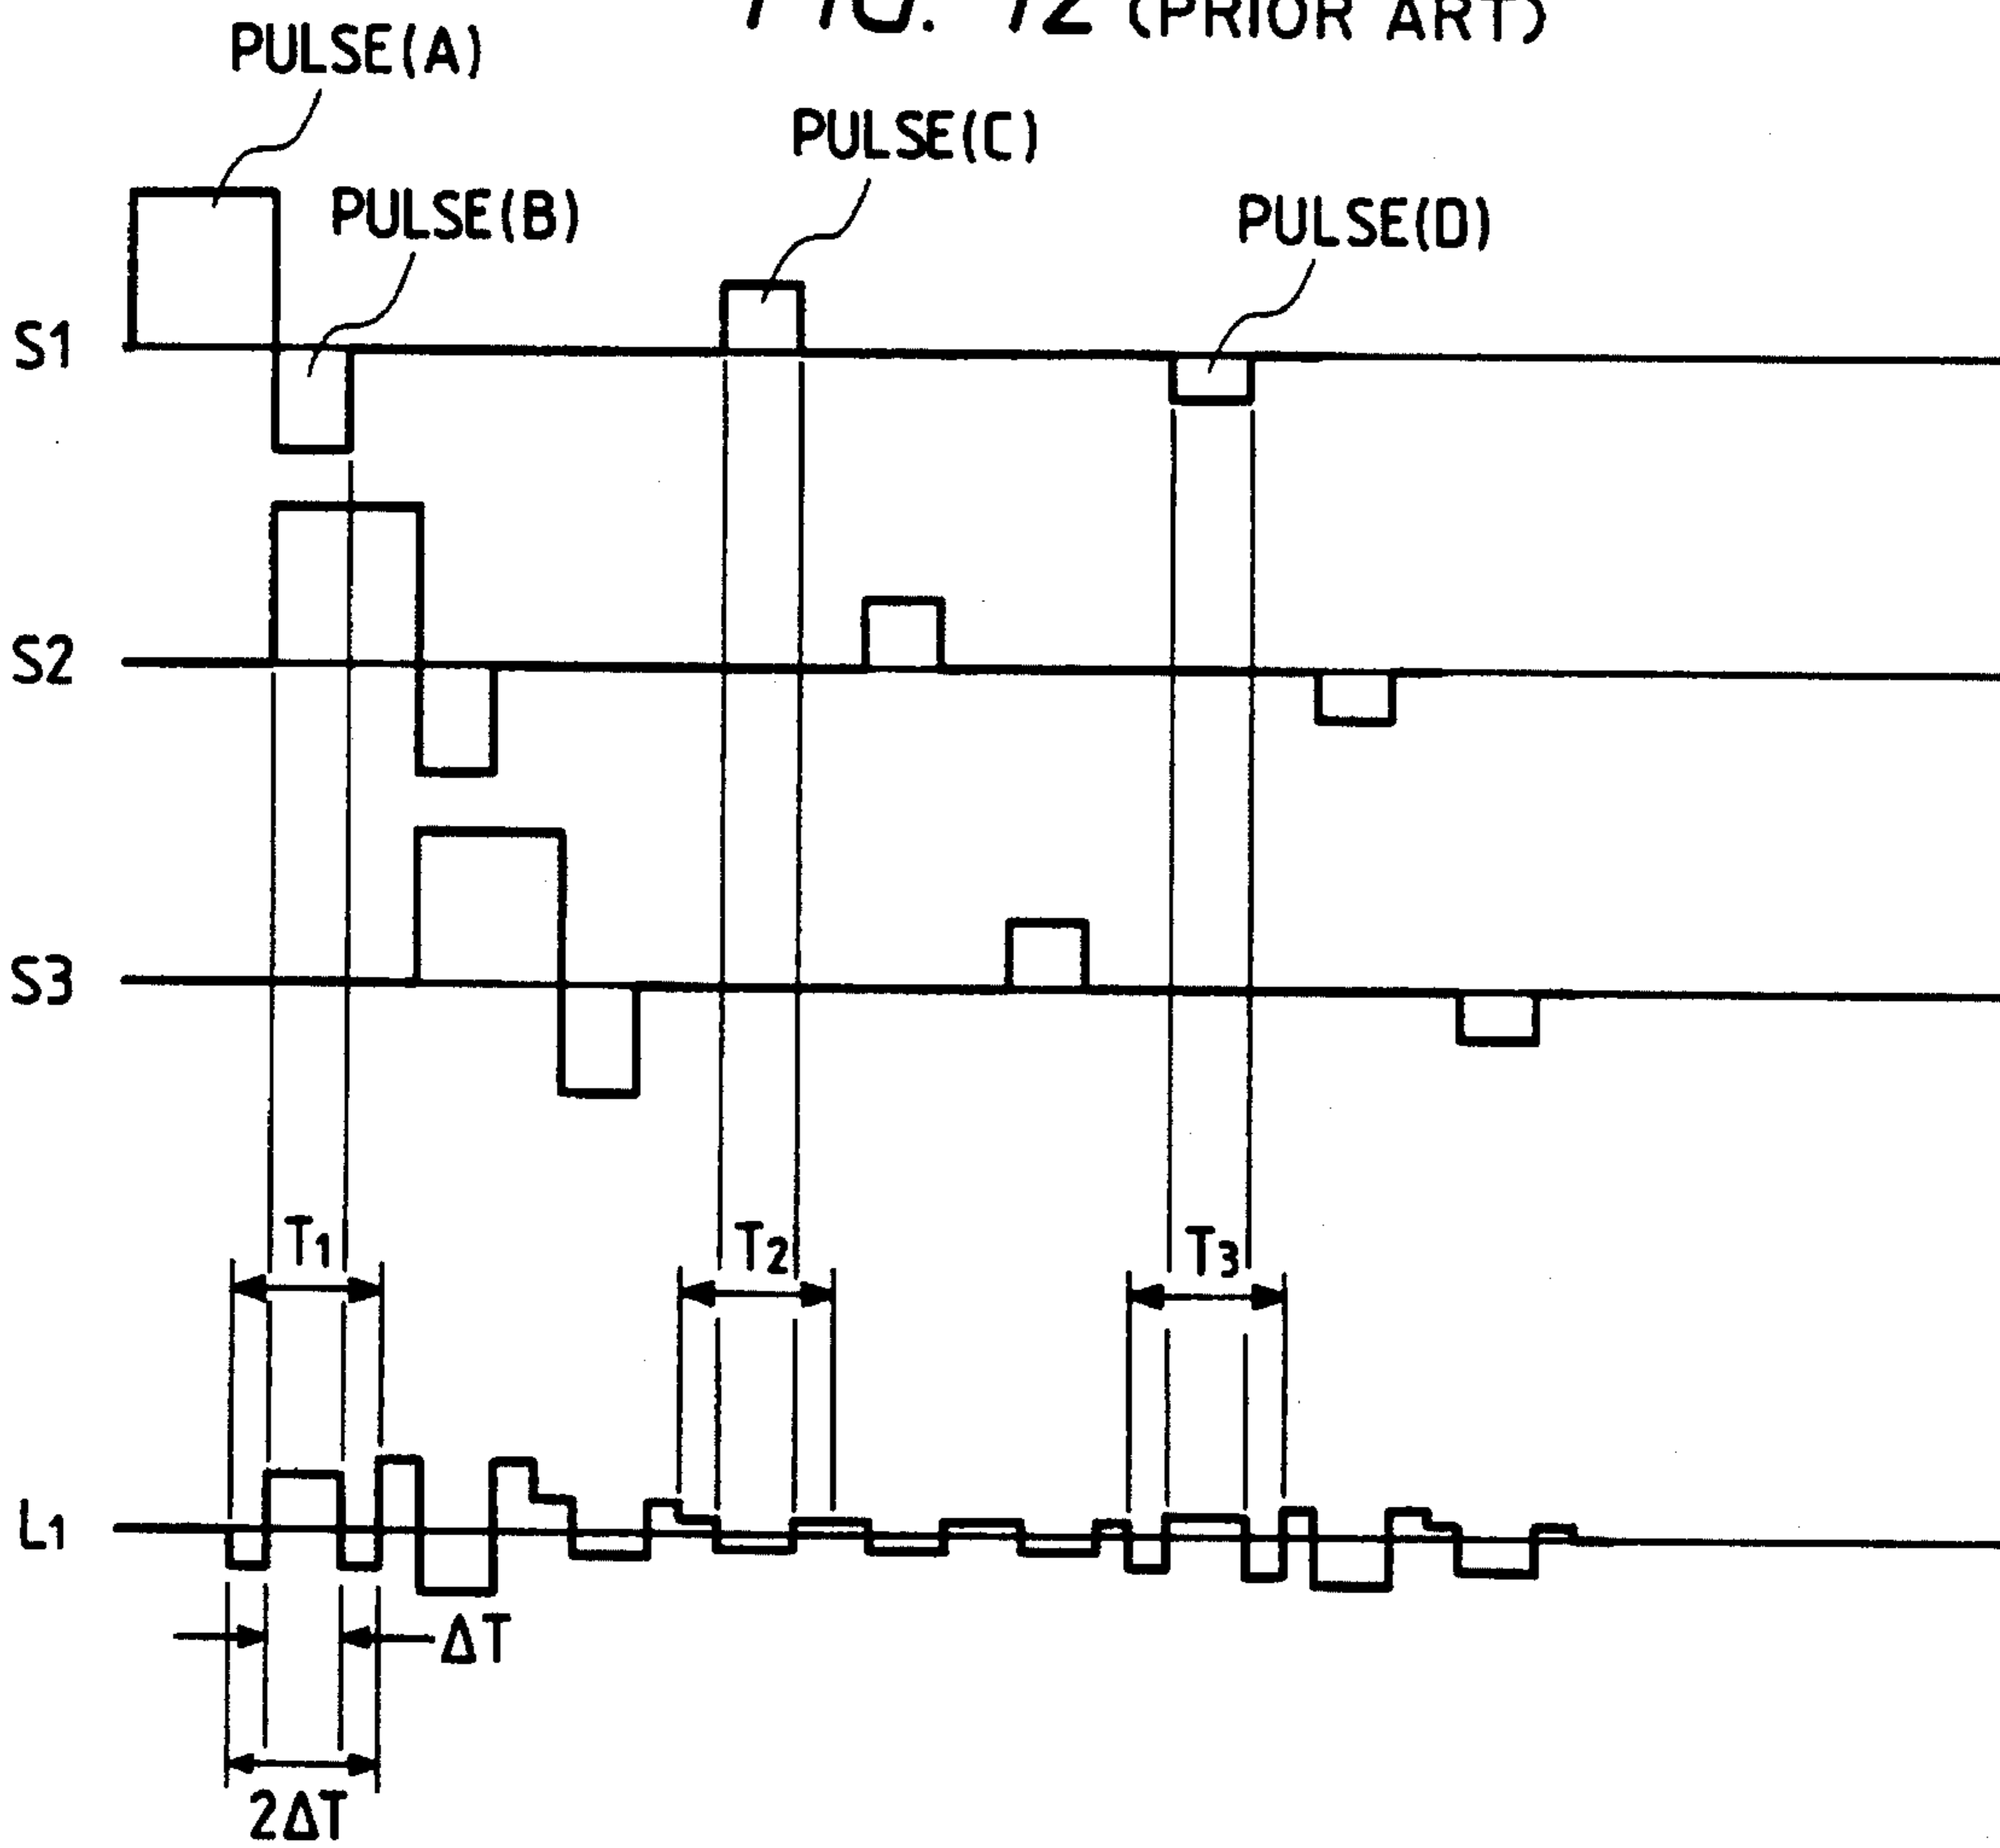 FIG. 12 (PRIOR ART)
PULSE(A)
PULSE(C)
PULSE(B)
PULSE(D)
S1
S2
S3
T1
T2
T3
L1
ΔT
2ΔT